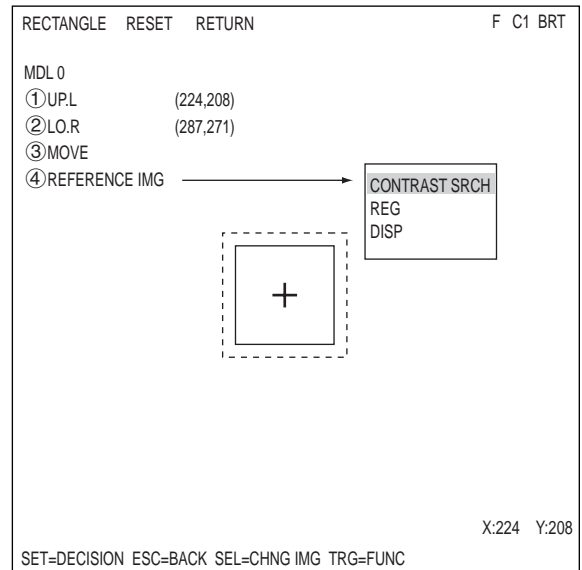 RECTANGLE RESET RETURN F C1 BRT
MDL 0
①UP.L (224,208)
②LO.R (287,271)
③MOVE
④REFERENCE IMG
CONTRAST SRCH
REG
DISP
X:224 Y:208
SET=DECISION ESC=BACK SEL=CHNG IMG TRG=FUNC